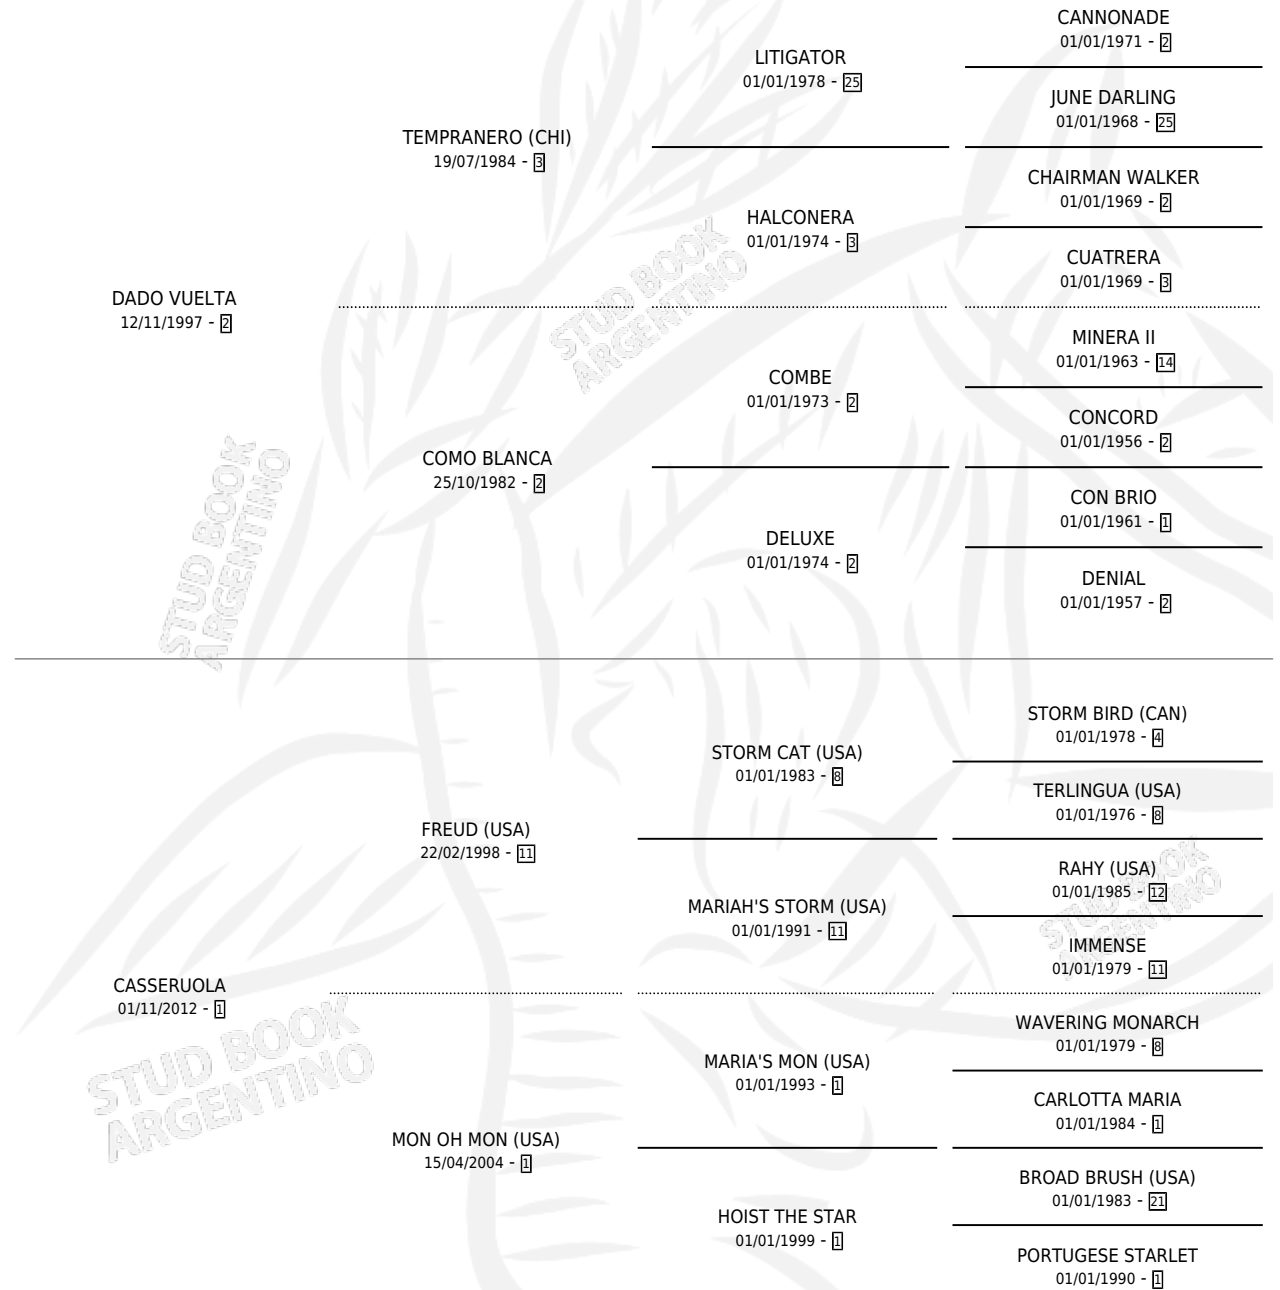 CANNONADE
01/01/1971 - 2
LITIGATOR
01/01/1978 - 25
JUNE DARLING
01/01/1968 - 25
TEMPRANERO (CHI)
19/07/1984 - 3
CHAIRMAN WALKER
01/01/1969 - 2
HALCONERA
01/01/1974 - 3
CUATRERA
01/01/1969 - 3
DADO VUELTA
12/11/1997 - 2
MINERA II
01/01/1963 - 14
COMBE
01/01/1973 - 2
CONCORD
01/01/1956 - 2
COMO BLANCA
25/10/1982 - 2
CON BRIO
01/01/1961 - 1
DELUXE
01/01/1974 - 2
DENIAL
01/01/1957 - 2
STORM BIRD (CAN)
01/01/1978 - 4
STORM CAT (USA)
01/01/1983 - 8
TERLINGUA (USA)
01/01/1976 - 8
FREUD (USA)
22/02/1998 - 11
RAHY (USA)
01/01/1985 - 12
MARIAH'S STORM (USA)
01/01/1991 - 11
IMMENSE
01/01/1979 - 11
CASSERUOLA
01/11/2012 - 1
WAVERING MONARCH
01/01/1979 - 8
MARIA'S MON (USA)
01/01/1993 - 1
CARLOTTA MARIA
01/01/1984 - 1
MON OH MON (USA)
15/04/2004 - 1
BROAD BRUSH (USA)
01/01/1983 - 21
HOIST THE STAR
01/01/1999 - 1
PORTUGESE STARLET
01/01/1990 - 1
STUD BOOK
ARGENTINO
STUD BOOK
ARGENTINO
STUD BOOK
ARGENTINO
STUD BOOK
ARGENTINO